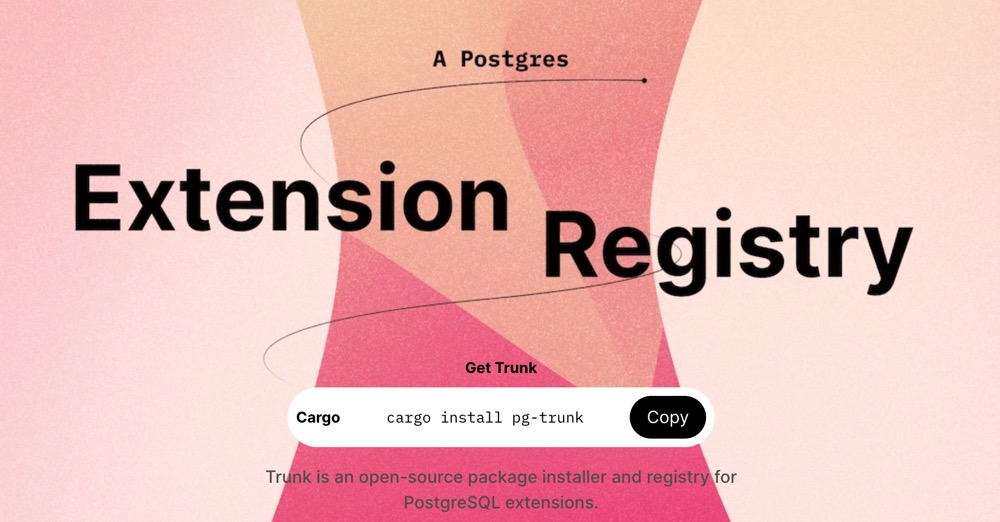 A Postgres
Extension
Registry
Get Trunk
Cargo cargo install pg-trunk Copy
Trunk is an open-source package installer and registry for
PostgreSQL extensions.